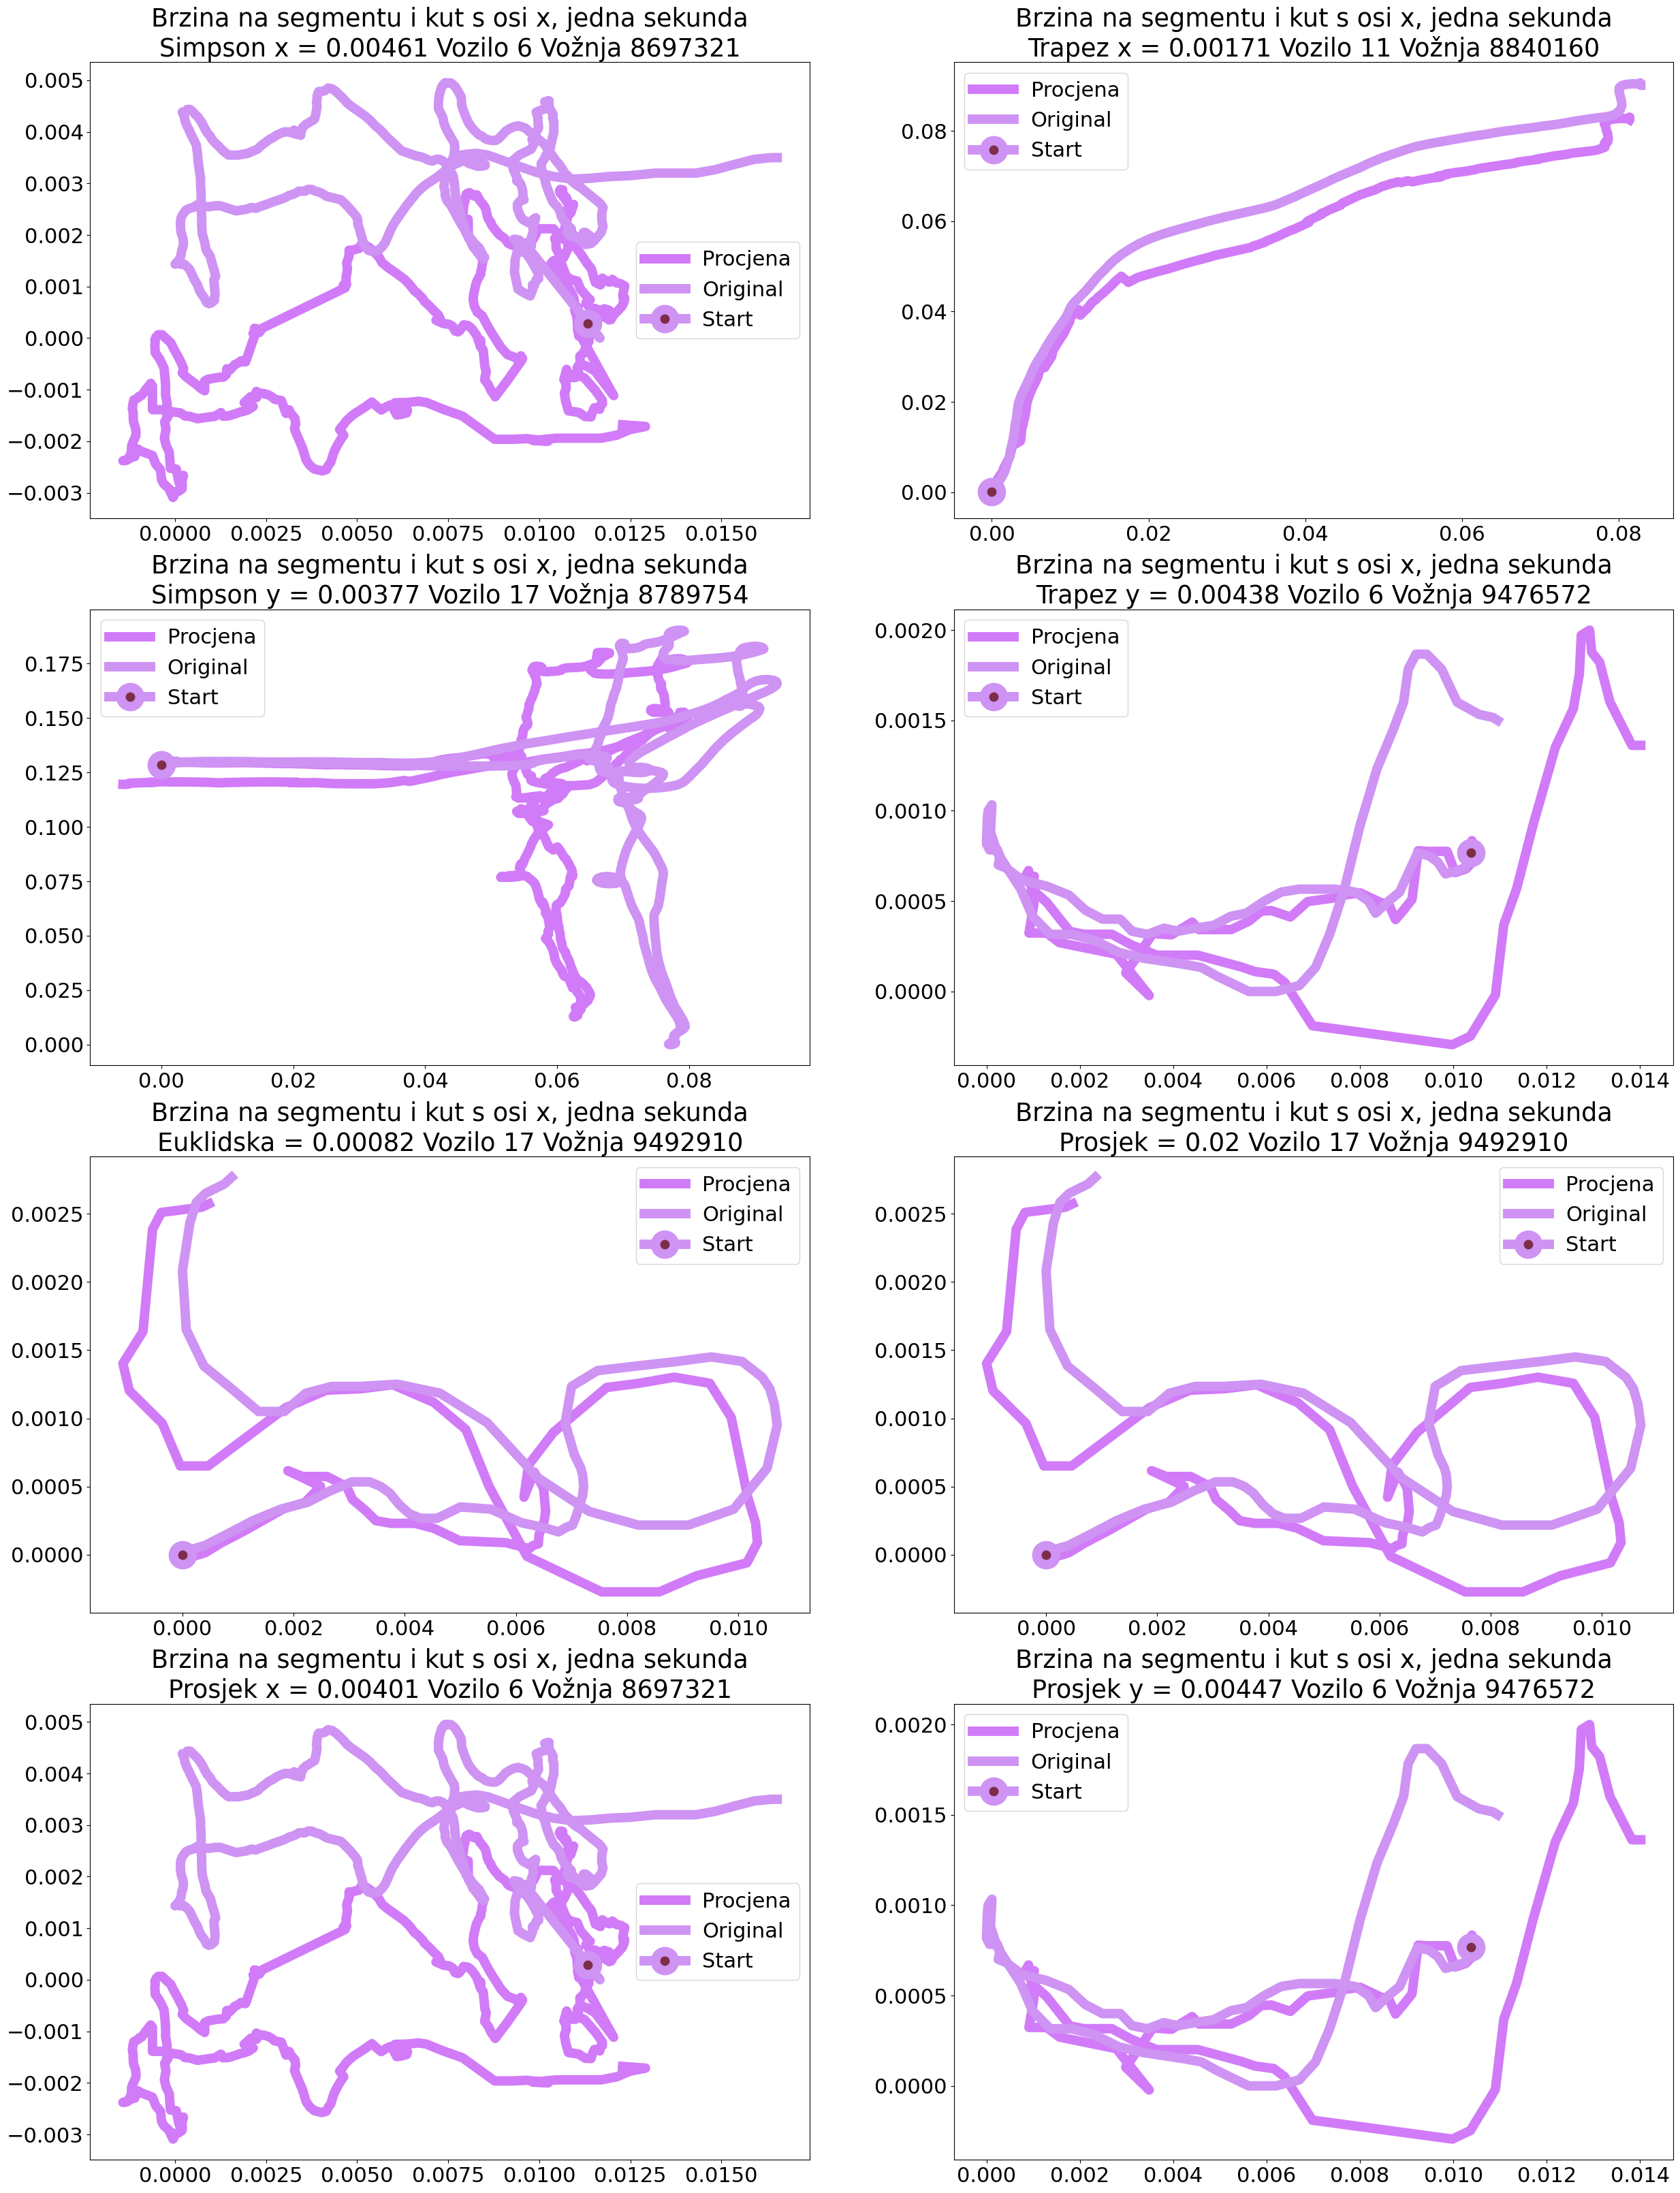 Brzina na segmentu i kut s osi x, jedna sekunda
Simpson x = 0.00461 Vozilo 6 Vožnja 8697321
0.005
0.004
0.003
0.002
0.001
0.000
−0.001
−0.002
−0.003
Procjena
Original
Start
0.0000 0.0025 0.0050 0.0075 0.0100 0.0125 0.0150
Brzina na segmentu i kut s osi x, jedna sekunda
Trapez x = 0.00171 Vozilo 11 Vožnja 8840160
Procjena
Original
Start
0.08
0.06
0.04
0.02
0.00
0.00 0.02 0.04 0.06 0.08
Brzina na segmentu i kut s osi x, jedna sekunda
Simpson y = 0.00377 Vozilo 17 Vožnja 8789754
Procjena
Original
Start
0.175
0.150
0.125
0.100
0.075
0.050
0.025
0.000
0.00 0.02 0.04 0.06 0.08
Brzina na segmentu i kut s osi x, jedna sekunda
Trapez y = 0.00438 Vozilo 6 Vožnja 9476572
Procjena
Original
Start
0.0020
0.0015
0.0010
0.0005
0.0000
0.000 0.002 0.004 0.006 0.008 0.010 0.012 0.014
Brzina na segmentu i kut s osi x, jedna sekunda
Euklidska = 0.00082 Vozilo 17 Vožnja 9492910
Procjena
Original
Start
0.0025
0.0020
0.0015
0.0010
0.0005
0.0000
0.000 0.002 0.004 0.006 0.008 0.010
Brzina na segmentu i kut s osi x, jedna sekunda
Prosjek = 0.02 Vozilo 17 Vožnja 9492910
Procjena
Original
Start
0.0025
0.0020
0.0015
0.0010
0.0005
0.0000
0.000 0.002 0.004 0.006 0.008 0.010
Brzina na segmentu i kut s osi x, jedna sekunda
Prosjek x = 0.00401 Vozilo 6 Vožnja 8697321
0.005
0.004
0.003
0.002
0.001
0.000
−0.001
−0.002
−0.003
Procjena
Original
Start
0.0000 0.0025 0.0050 0.0075 0.0100 0.0125 0.0150
Brzina na segmentu i kut s osi x, jedna sekunda
Prosjek y = 0.00447 Vozilo 6 Vožnja 9476572
Procjena
Original
Start
0.0020
0.0015
0.0010
0.0005
0.0000
0.000 0.002 0.004 0.006 0.008 0.010 0.012 0.014